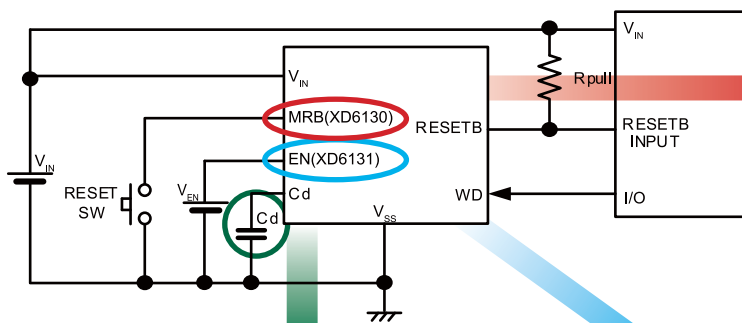 VIN
VIN
Rpull
MRB(XD6130)
RESETB
RESETB
INPUT
EN(XD6131)
VIN
RESET
SW
VEN
Cd
WD
I/O
Cd
VSS